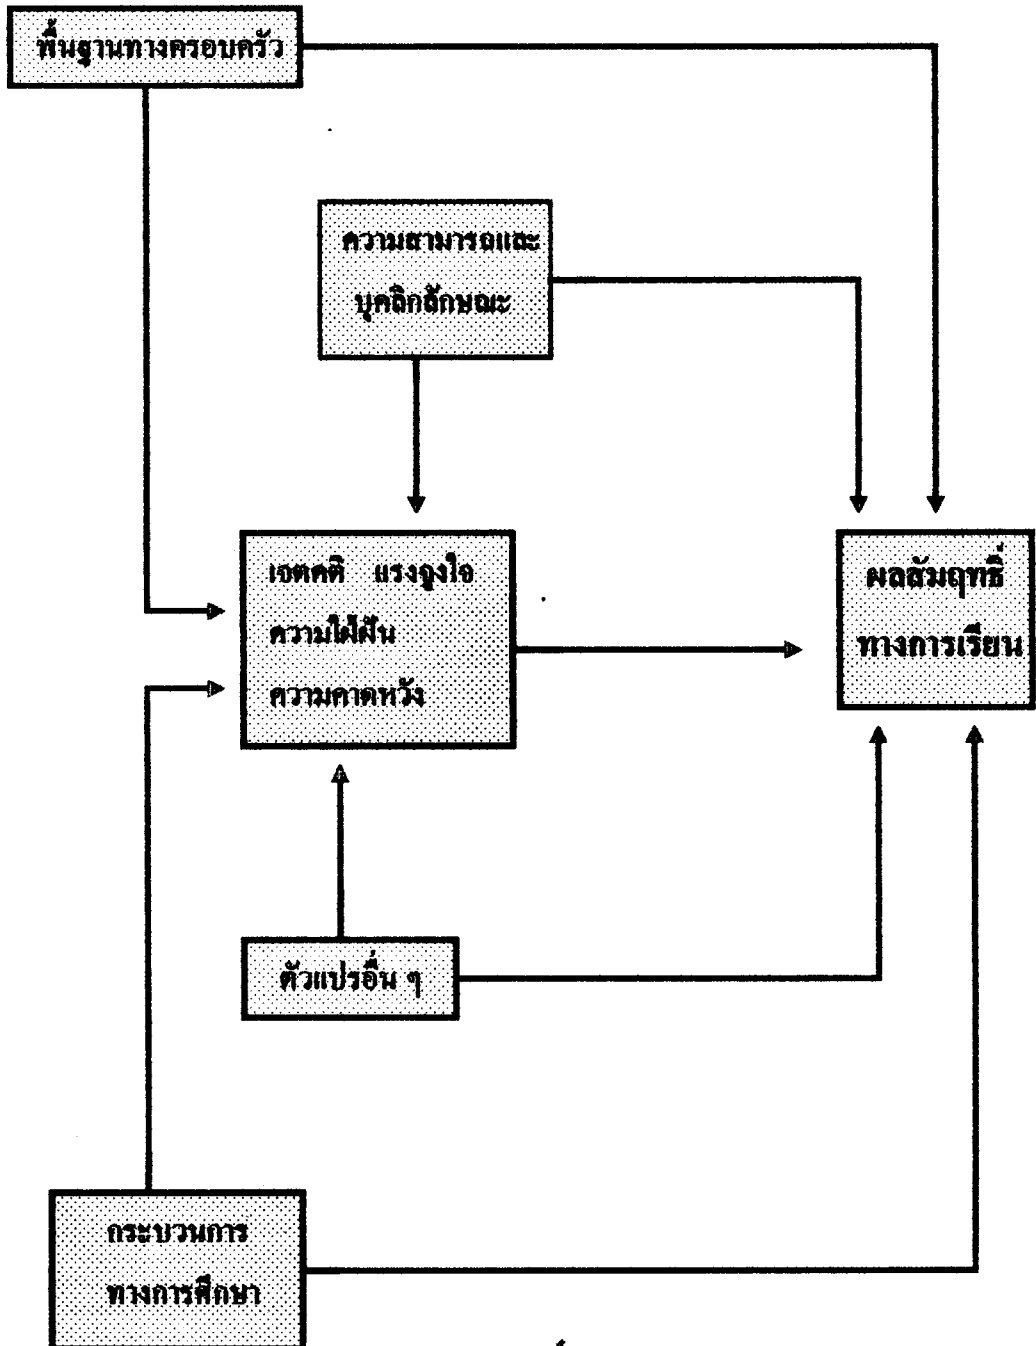 พื้นฐานทางครอบครัว
ความสามารถและ
บุคลิกลักษณะ
เจตคติ แรงจูงใจ
ความใฝ่ฝัน
ความคาดหวัง
ผลสัมฤทธิ์
ทางการเรียน
ตัวแปรอื่น ๆ
กระบวนการ
ทางการศึกษา